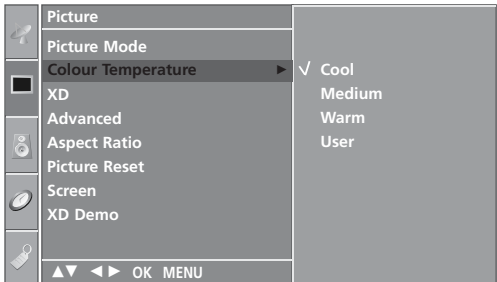 Picture
Picture Mode
Colour Temperature ► √ Cool
XD Medium
Advanced Warm
Aspect Ratio User
Picture Reset
Screen
XD Demo
▲▼ ◄► OK MENU